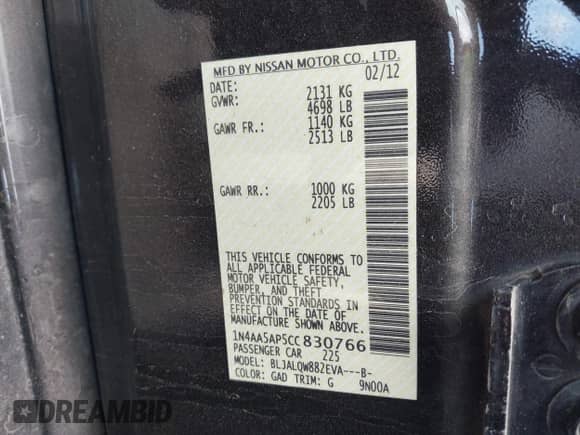 MFD BY NISSAN MOTOR CO., LTD.
DATE: 02/12
GVWR: 2131 KG
4698 LB
GAWR FR.: 1140 KG
2513 LB
GAWR RR.: 1000 KG
2205 LB
THIS VEHICLE CONFORMS TO
ALL APPLICABLE FEDERAL
MOTOR VEHICLE SAFETY,
BUMPER, AND THEFT
PREVENTION STANDARDS IN
EFFECT ON THE DATE OF
MANUFACTURE SHOWN ABOVE.
1N4AA5AP5CC830766
PASSENGER CAR 225
MODEL: BLJALQW882EVA---B-
COLOR: GAD TRIM: G 9N00A
DREAMBID